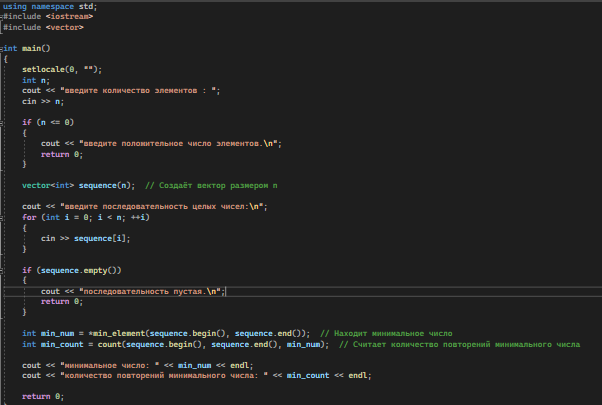 using namespace std;
#include <iostream>
#include <vector>
int main()
{
setlocale(0, "");
int n;
cout << "введите количество элементов : ";
cin >> n;
if (n <= 0)
{
cout << "введите положительное число элементов.\n";
return 0;
}
vector<int> sequence(n);  // Создаёт вектор размером n
cout << "введите последовательность целых чисел:\n";
for (int i = 0; i < n; ++i)
{
cin >> sequence[i];
}
if (sequence.empty())
{
cout << "последовательность пустая.\n";
return 0;
}
int min_num = *min_element(sequence.begin(), sequence.end());  // Находит минимальное число
int min_count = count(sequence.begin(), sequence.end(), min_num);  // Считает количество повторений минимального числа
cout << "минимальное число: " << min_num << endl;
cout << "количество повторений минимального числа: " << min_count << endl;
return 0;